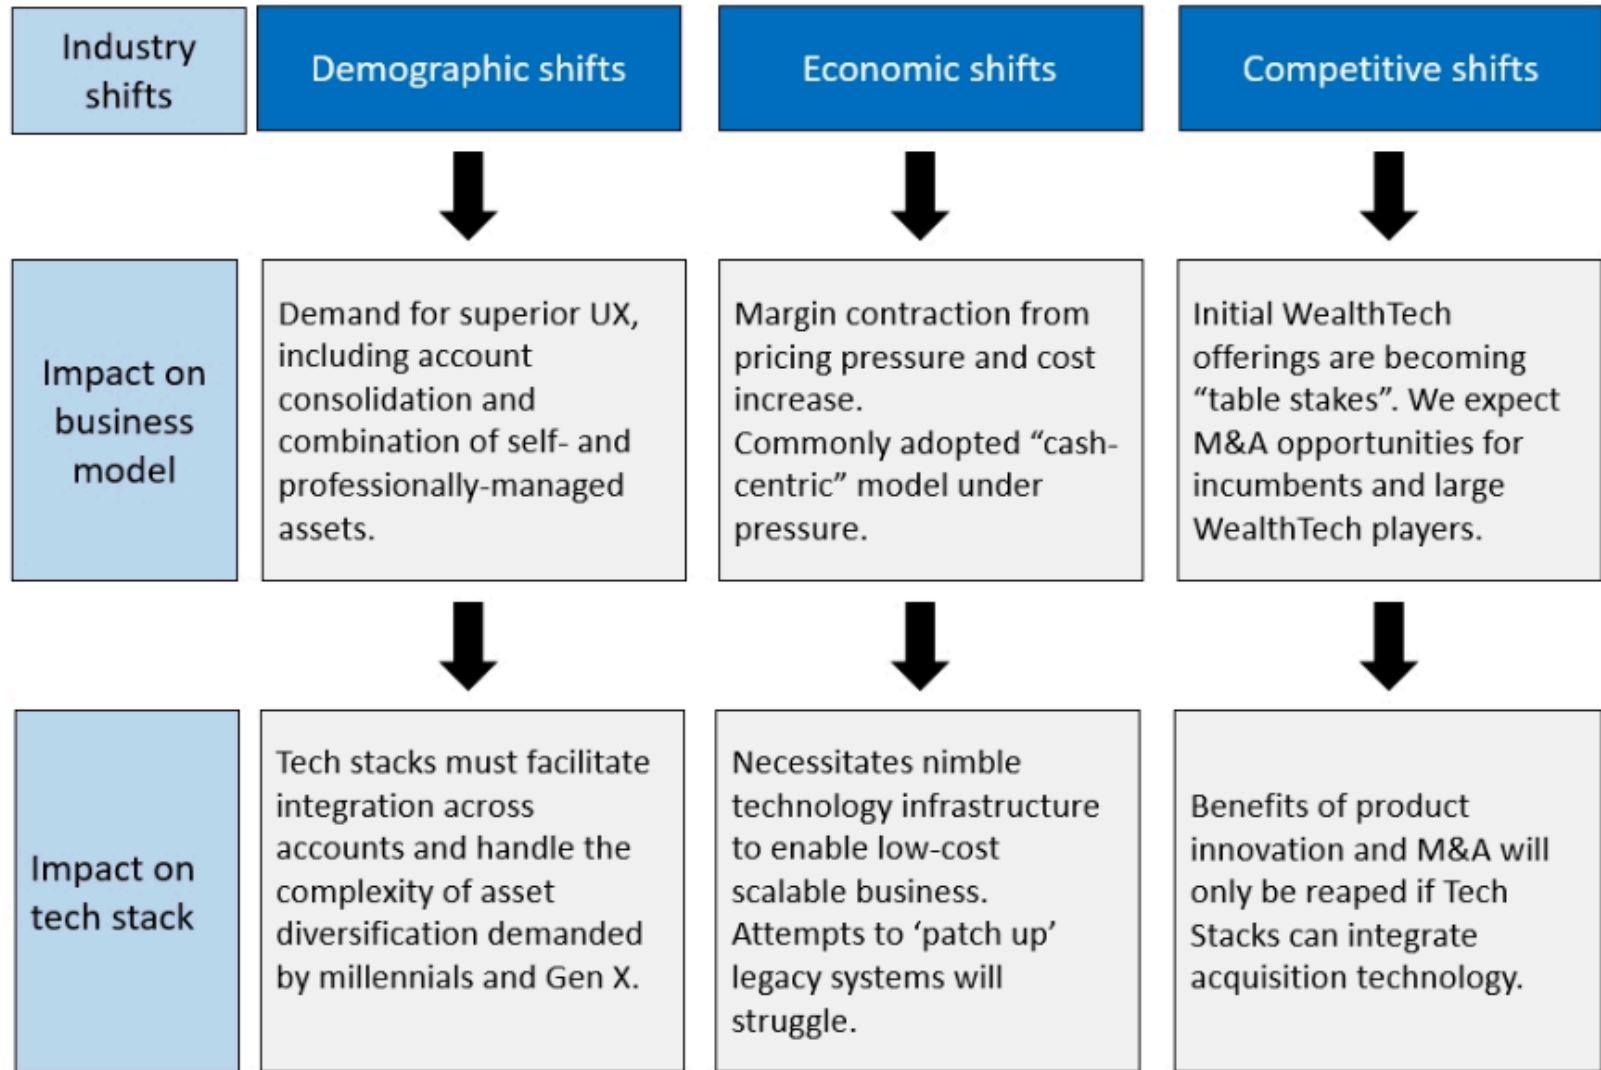 Industry
shifts
Demographic shifts
Economic shifts
Competitive shifts
Impact on
business
model
Demand for superior UX,
including account
consolidation and
combination of self- and
professionally-managed
assets.
Margin contraction from
pricing pressure and cost
increase.
Commonly adopted “cash-
centric” model under
pressure.
Initial WealthTech
offerings are becoming
“table stakes”. We expect
M&A opportunities for
incumbents and large
WealthTech players.
Impact on
tech stack
Tech stacks must facilitate
integration across
accounts and handle the
complexity of asset
diversification demanded
by millennials and Gen X.
Necessitates nimble
technology infrastructure
to enable low-cost
scalable business.
Attempts to ‘patch up’
legacy systems will
struggle.
Benefits of product
innovation and M&A will
only be reaped if Tech
Stacks can integrate
acquisition technology.